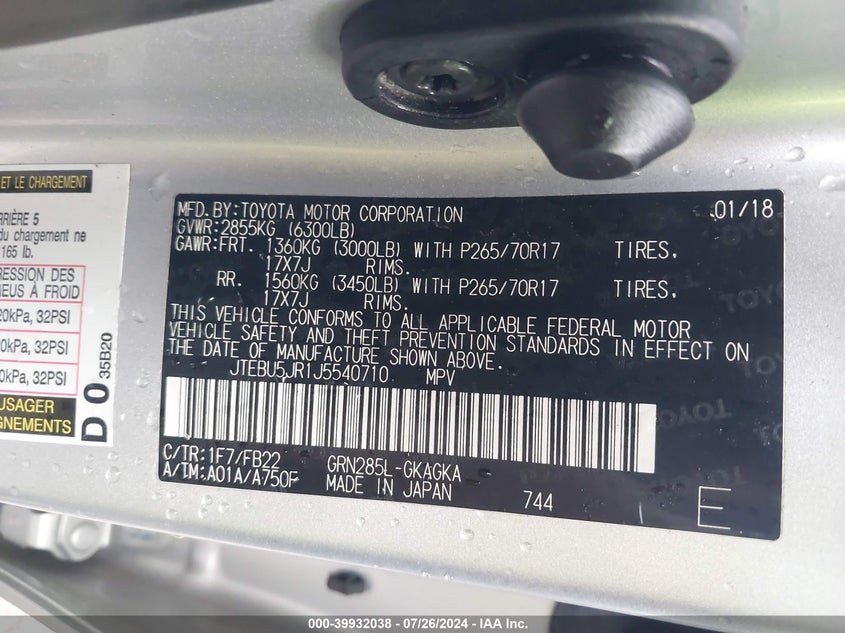 ET LE CHARGEMENT
RRIÈRE 5
du chargement ne
165 lb.
RESSION DES
NEUS À FROID
20kPa, 32PSI
0kPa, 32PSI
0kPa, 32PSI
USAGER
GNEMENTS
D 0 35B20
MFD.BY:TOYOTA MOTOR CORPORATION 01/18
GVWR:2855KG (6300LB)
GAWR:FRT. 1360KG (3000LB) WITH P265/70R17 TIRES,
17X7J RIMS.
RR. 1560KG (3450LB) WITH P265/70R17 TIRES,
17X7J RIMS.
THIS VEHICLE CONFORMS TO ALL APPLICABLE FEDERAL MOTOR
VEHICLE SAFETY AND THEFT PREVENTION STANDARDS IN EFFECT ON
THE DATE OF MANUFACTURE SHOWN ABOVE.
JTEBU5JR1J5540710 MPV
C/TR:1F7/FB22 GRN285L-GKAGKA
A/TM:A01A/A750F MADE IN JAPAN 744 E
000-39932038 - 07/26/2024 - IAA Inc.